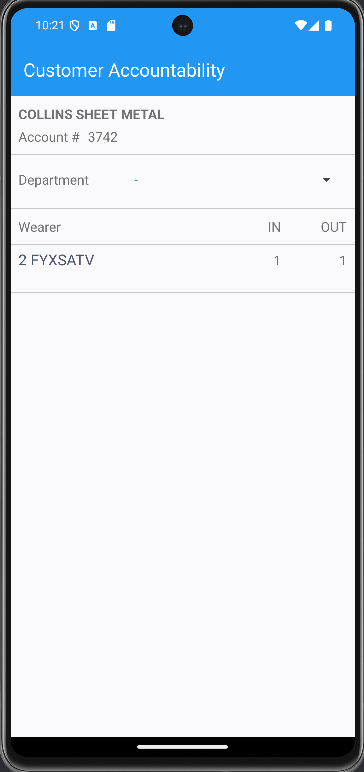 10:21
Customer Accountability
COLLINS SHEET METAL
Account # 3742
Department -
Wearer IN OUT
2 FYXSATV 1 1